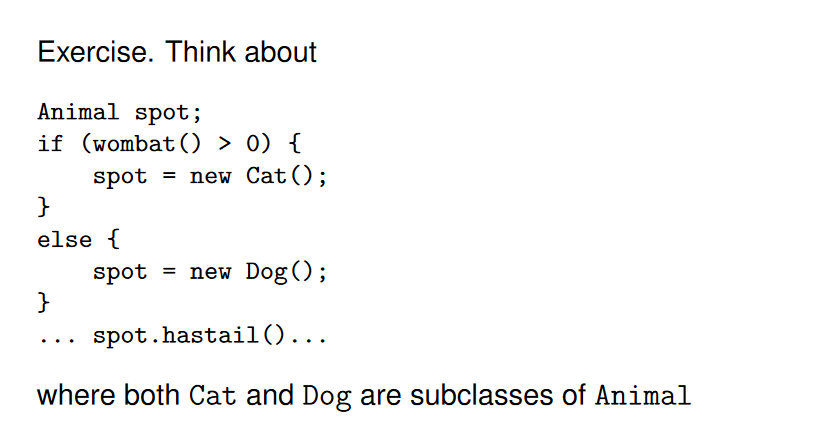 Exercise. Think about
Animal spot;
if (wombat() > 0) {
    spot = new Cat();
}
else {
    spot = new Dog();
}
... spot.hastail()...
where both Cat and Dog are subclasses of Animal